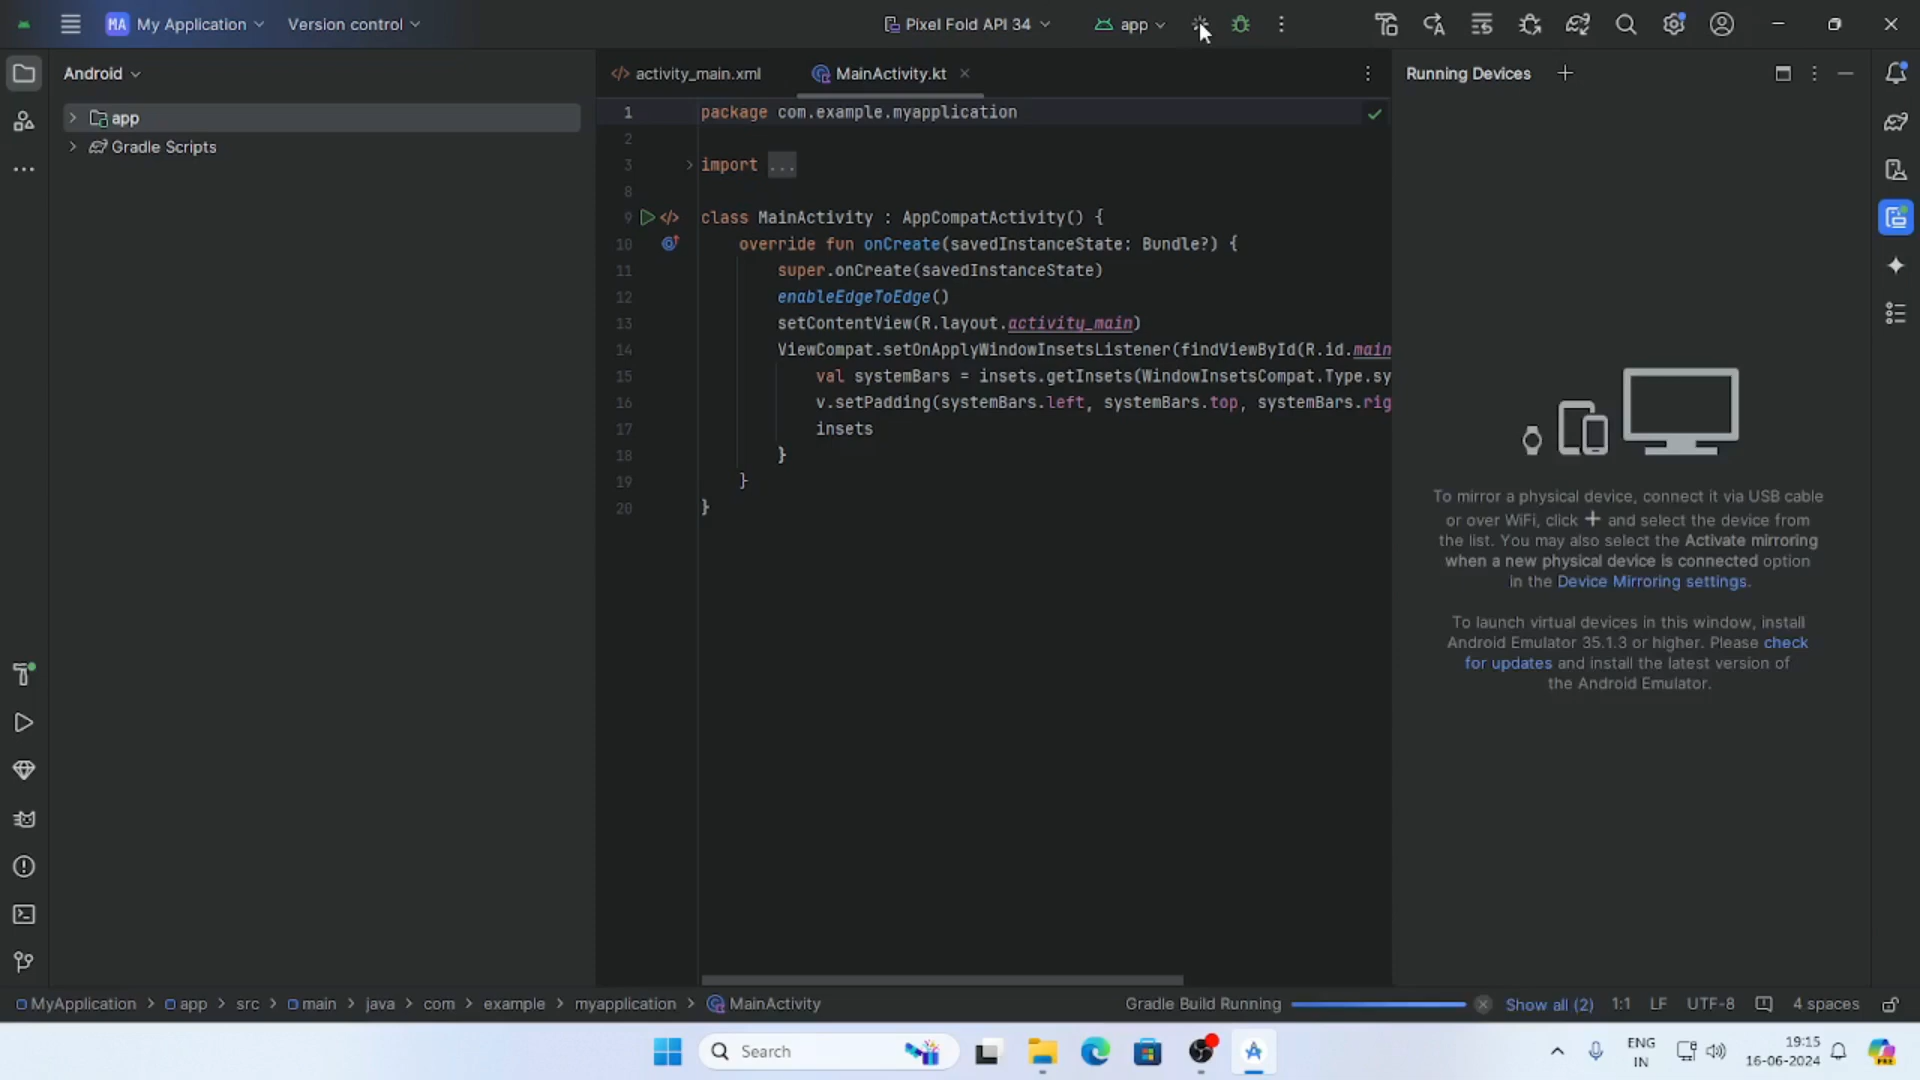 MA My Application Version control Pixel Fold API 34 app
Android
app
Gradle Scripts
activity_main.xml MainActivity.kt
1 package com.example.myapplication
2
3 import ...
8
9 class MainActivity : AppCompatActivity() {
10 override fun onCreate(savedInstanceState: Bundle?) {
11 super.onCreate(savedInstanceState)
12 enableEdgeToEdge()
13 setContentView(R.layout.activity_main)
14 ViewCompat.setOnApplyWindowInsetsListener(findViewById(R.id.main
15 val systemBars = insets.getInsets(WindowInsetsCompat.Type.sy
16 v.setPadding(systemBars.left, systemBars.top, systemBars.rig
17 insets
18 }
19 }
20 }
Running Devices
To mirror a physical device, connect it via USB cable
or over WiFi, click + and select the device from
the list. You may also select the Activate mirroring
when a new physical device is connected option
in the Device Mirroring settings.
To launch virtual devices in this window, install
Android Emulator 35.1.3 or higher. Please check
for updates and install the latest version of
the Android Emulator.
MyApplication > app > src > main > java > com > example > myapplication > MainActivity Gradle Build Running Show all (2) 1:1 LF UTF-8 4 spaces
Search
ENG
IN
19:15
16-06-2024
PRE